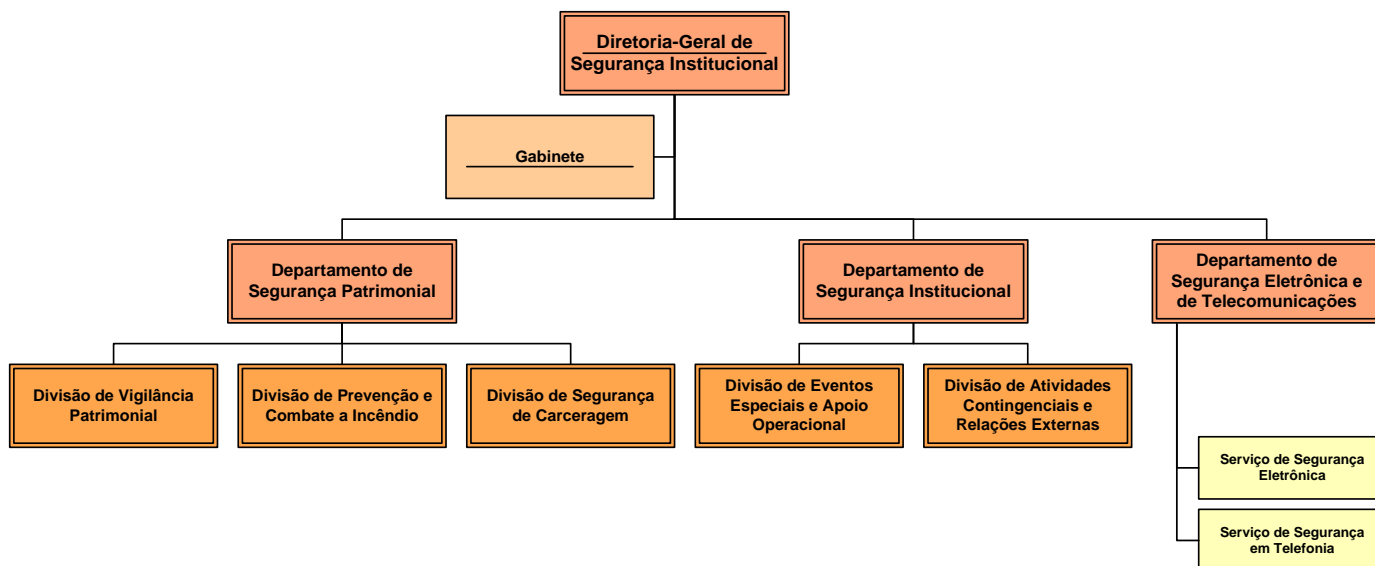 Diretoria-Geral de
Segurança Institucional
Gabinete
Departamento de
Segurança Patrimonial
Departamento de
Segurança Institucional
Departamento de
Segurança Eletrônica e
de Telecomunicações
Divisão de Vigilância
Patrimonial
Divisão de Prevenção e
Combate a Incêndio
Divisão de Segurança
de Carceragem
Divisão de Eventos
Especiais e Apoio
Operacional
Divisão de Atividades
Contingenciais e
Relações Externas
Serviço de Segurança
Eletrônica
Serviço de Segurança
em Telefonia